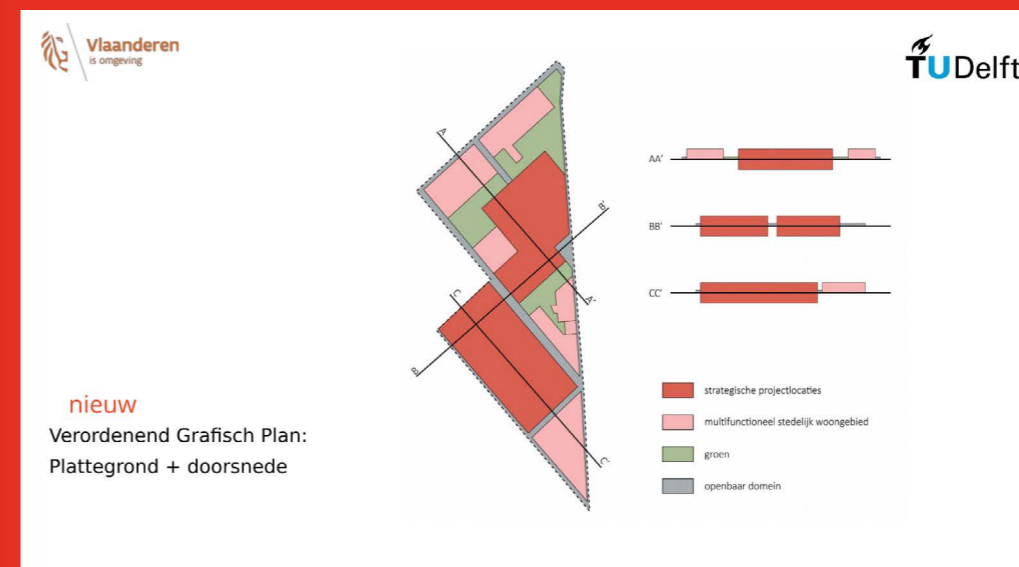 Vlaanderen
is omgeving
TUDelft
A
B'
C
A'
B
C'
AA'
BB'
CC'
strategische projectlocaties
multifunctioneel stedelijk woongebied
groen
openbaar domein
nieuw
Verordenend Grafisch Plan:
Plattegrond + doorsnede